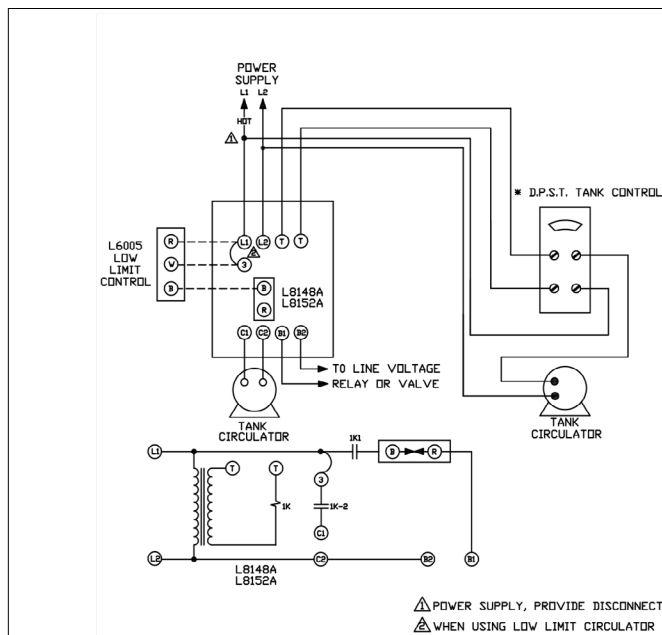 POWER
SUPPLY
L1 L2
HOT
1
* D.P.S.T. TANK CONTROL
L6005
LOW
LIMIT
CONTROL
R
W
B
L1 L2 T T
2
3
B
R
L8148A
L8152A
C1 C2 B1 B2
TO LINE VOLTAGE
RELAY OR VALVE
TANK
CIRCULATOR
TANK
CIRCULATOR
L1
1K1
B R
T T
3
1K
1K-2
C1
L2
C2
B2
B1
L8148A
L8152A
1 POWER SUPPLY, PROVIDE DISCONNECT
2 WHEN USING LOW LIMIT CIRCULATOR